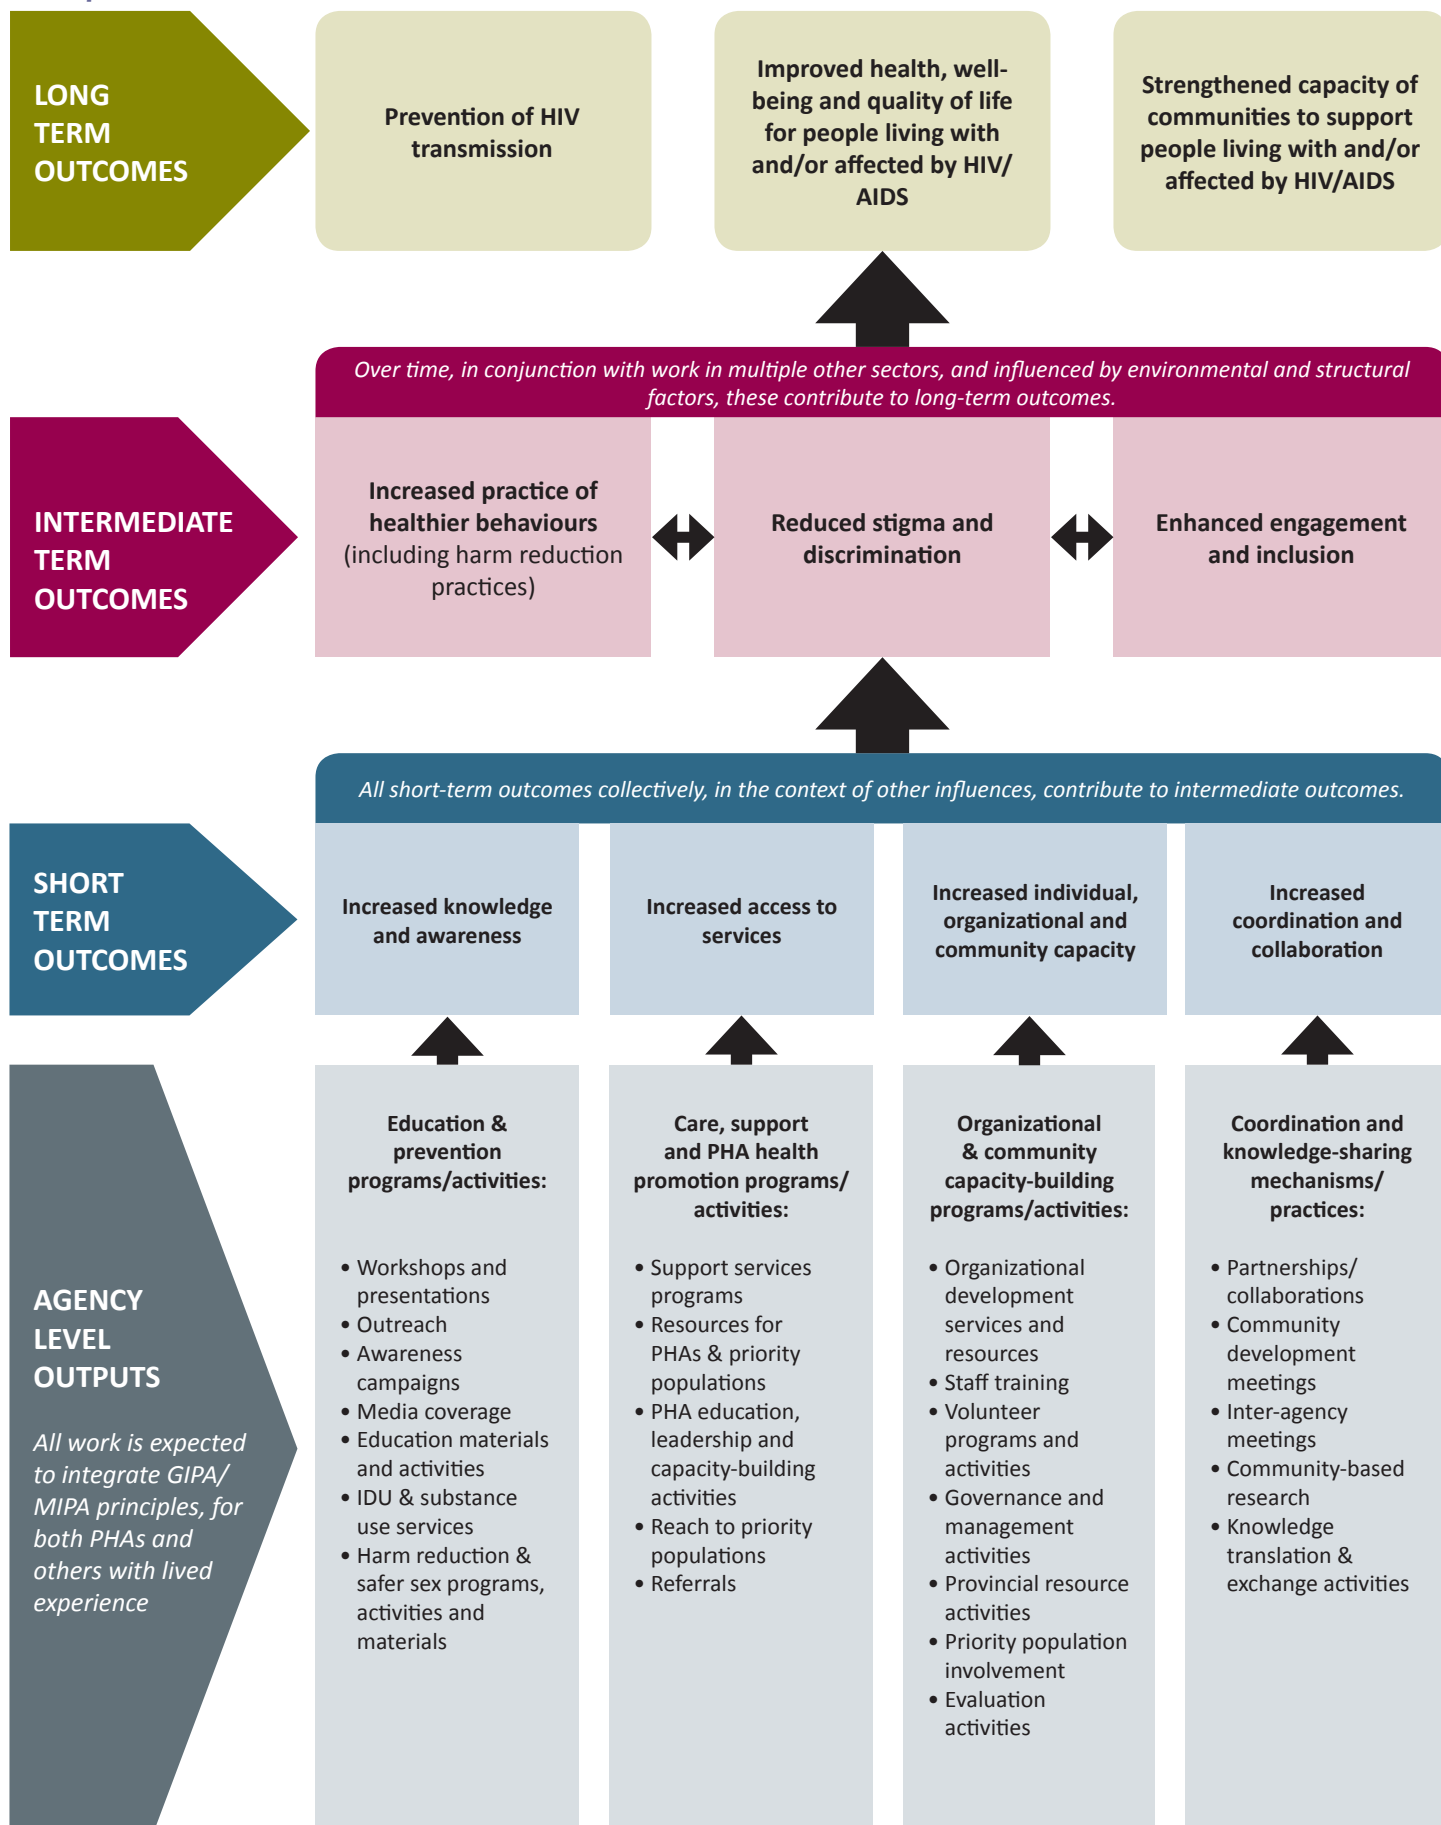 LONG
TERM
OUTCOMES
Prevention of HIV
transmission
Improved health, well-
being and quality of life
for people living with
and/or affected by HIV/
AIDS
Strengthened capacity of
communities to support
people living with and/or
affected by HIV/AIDS
Over time, in conjunction with work in multiple other sectors, and influenced by environmental and structural
factors, these contribute to long-term outcomes.
INTERMEDIATE
TERM
OUTCOMES
Increased practice of
healthier behaviours
(including harm reduction
practices)
Reduced stigma and
discrimination
Enhanced engagement
and inclusion
All short-term outcomes collectively, in the context of other influences, contribute to intermediate outcomes.
SHORT
TERM
OUTCOMES
Increased knowledge
and awareness
Increased access to
services
Increased individual,
organizational and
community capacity
Increased
coordination and
collaboration
AGENCY
LEVEL
OUTPUTS
All work is expected
to integrate GIPA/
MIPA principles, for
both PHAs and
others with lived
experience
Education &
prevention
programs/activities:
• Workshops and
presentations
• Outreach
• Awareness
campaigns
• Media coverage
• Education materials
and activities
• IDU & substance
use services
• Harm reduction &
safer sex programs,
activities and
materials
Care, support
and PHA health
promotion programs/
activities:
• Support services
programs
• Resources for
PHAs & priority
populations
• PHA education,
leadership and
capacity-building
activities
• Reach to priority
populations
• Referrals
Organizational
& community
capacity-building
programs/activities:
• Organizational
development
services and
resources
• Staff training
• Volunteer
programs and
activities
• Governance and
management
activities
• Provincial resource
activities
• Priority population
involvement
• Evaluation
activities
Coordination and
knowledge-sharing
mechanisms/
practices:
• Partnerships/
collaborations
• Community
development
meetings
• Inter-agency
meetings
• Community-based
research
• Knowledge
translation &
exchange activities